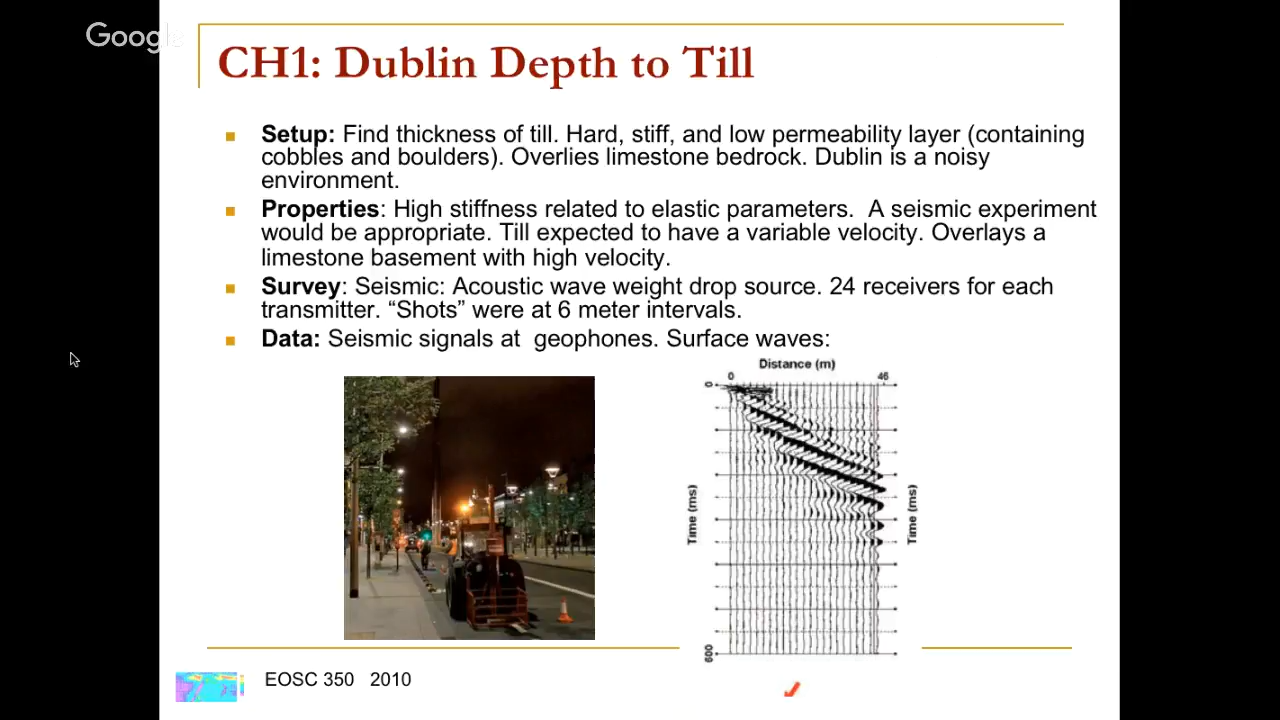 Google
CH1: Dublin Depth to Till
Setup: Find thickness of till. Hard, stiff, and low permeability layer (containing
cobbles and boulders). Overlies limestone bedrock. Dublin is a noisy
environment.
Properties: High stiffness related to elastic parameters.  A seismic experiment
would be appropriate. Till expected to have a variable velocity. Overlays a
limestone basement with high velocity.
Survey: Seismic: Acoustic wave weight drop source. 24 receivers for each
transmitter. “Shots” were at 6 meter intervals.
Data: Seismic signals at  geophones. Surface waves:
Distance (m)
0 46
0
Time (ms)
Time (ms)
600
EOSC 350   2010